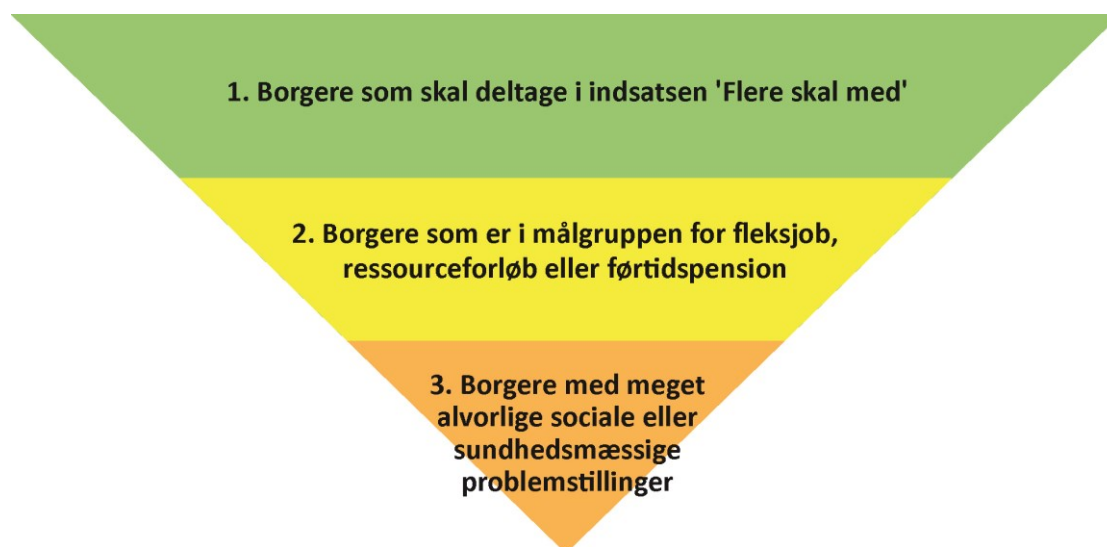 1. Borgere som skal deltage i indsatsen 'Flere skal med'
2. Borgere som er i målgruppen for fleksjob,
ressourceforløb eller førtidspension
3. Borgere med meget
alvorlige sociale eller
sundhedsmæssige
problemstillinger